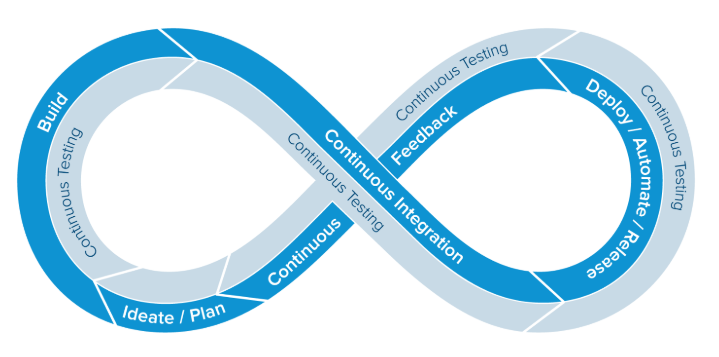 Build
Continuous Testing
Ideate / Plan
Continuous
Feedback
Continuous Testing
Continuous Integration
Continuous Testing
Deploy / Automate / Release
Continuous Testing